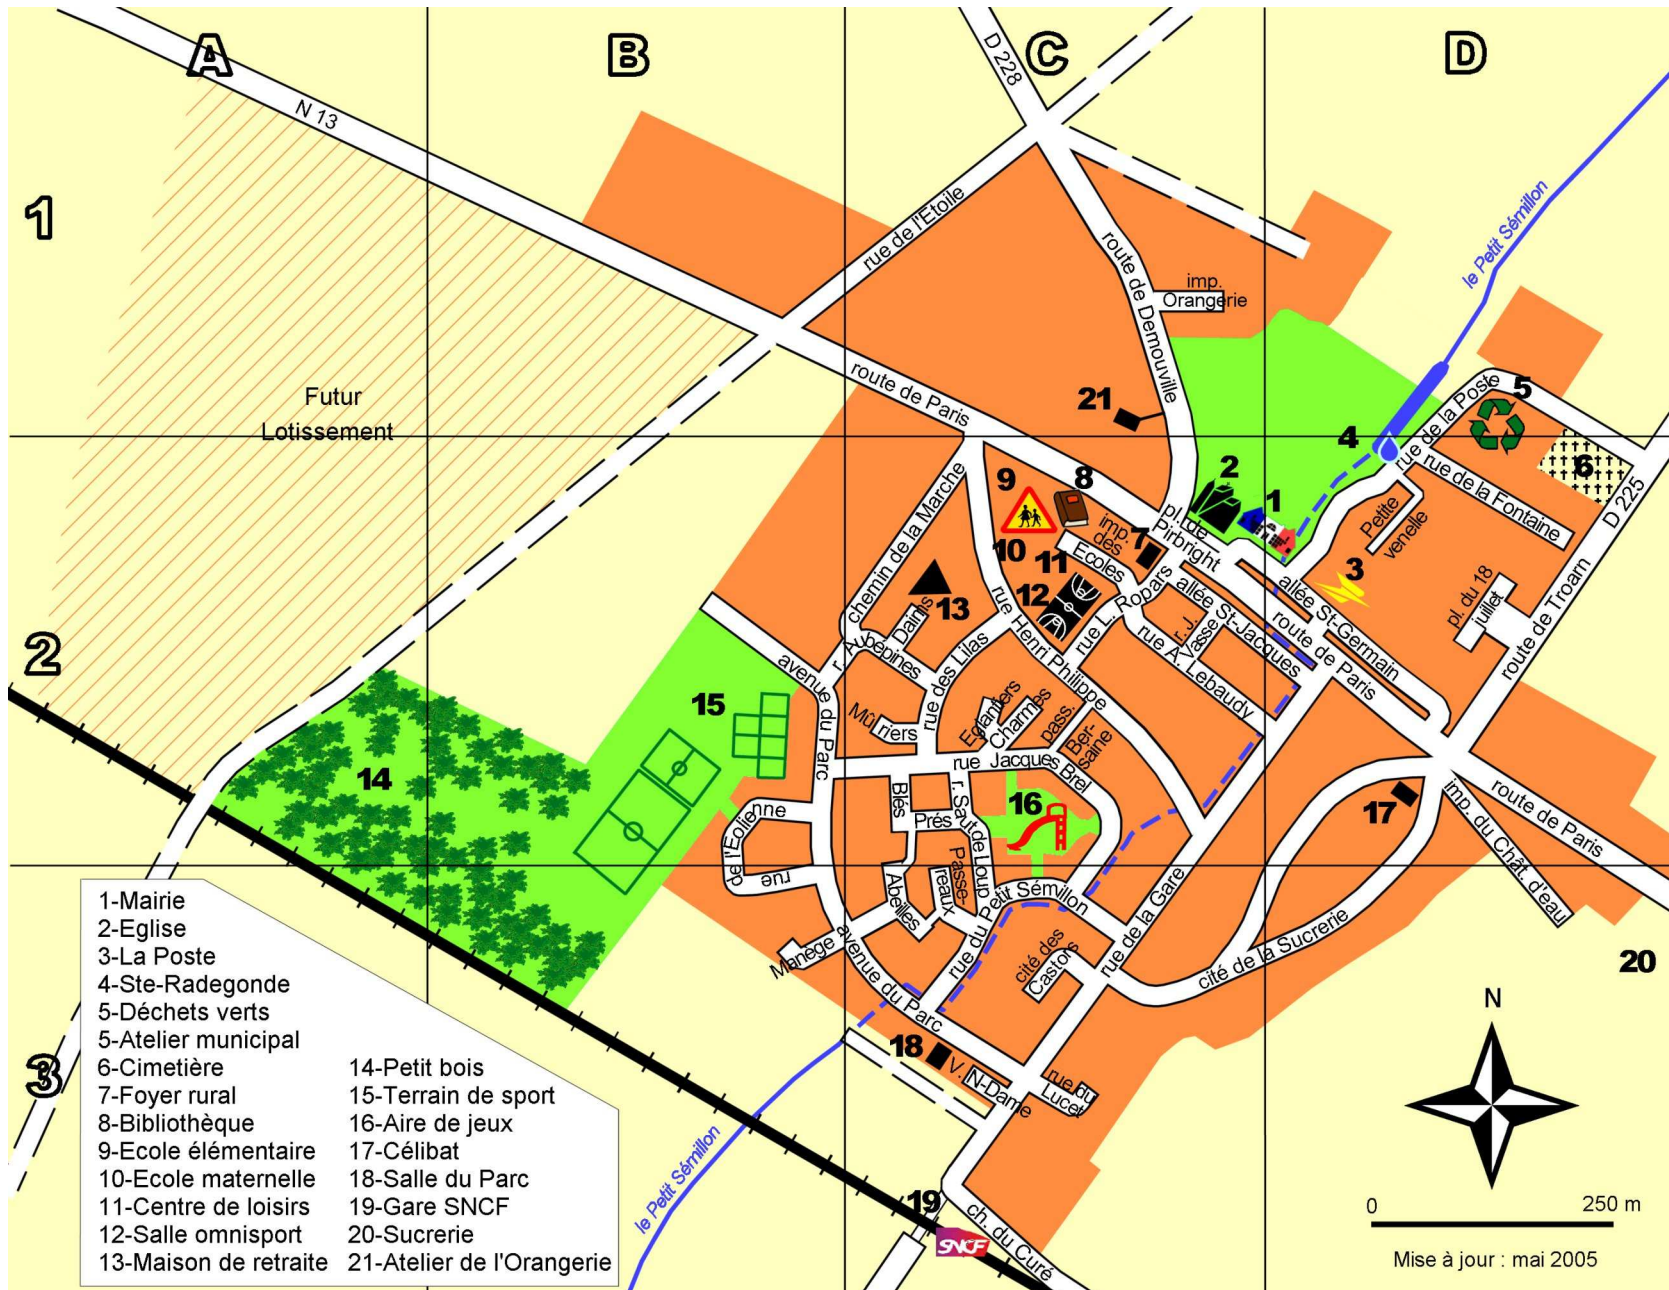 A
B
C
D
1
2
3
N 13
D 228
rue de l'Etoile
route de Demouville
imp.
Orangerie
le Petit Sémillon
Futur
Lotissement
route de Paris
21
4
5
rue de la Poste
6
rue de la Fontaine
D 225
Petite
venelle
chemin de la Marche
9
8
2
1
10
11
imp.
des
Ecoles
7
pl. de
Pirbright
12
13
3
allée St-Germain
route de Paris
allée St-Jacques
pl. du 18
juillet
route de Troarn
rue Henri Philippe
rue L. Ropars
r. J.
Vasse
rue A. Lebaudy
r. Aubépines
Daims
rue des Lilas
avenue du Parc
Mûriers
Eglantiers
Charmes
pass.
Ber-
saine
rue Jacques Brel
15
14
16
17
Blés
Prés
r. Saut de Loup
Passe-
reaux
Abeilles
rue de l'Eolienne
rue du Petit Sémillon
Manège
avenue du Parc
cité des
Castors
rue de la Gare
cité de la Sucrerie
imp. du Chât. d'eau
route de Paris
20
18
V.
N-Dame
rue du
Lucet
le Petit Sémillon
19
SNCF
ch. du Curé
N
0
250 m
Mise à jour : mai 2005
1-Mairie
2-Eglise
3-La Poste
4-Ste-Radegonde
5-Déchets verts
5-Atelier municipal
6-Cimetière
7-Foyer rural
8-Bibliothèque
9-Ecole élémentaire
10-Ecole maternelle
11-Centre de loisirs
12-Salle omnisport
13-Maison de retraite
14-Petit bois
15-Terrain de sport
16-Aire de jeux
17-Célibat
18-Salle du Parc
19-Gare SNCF
20-Sucrerie
21-Atelier de l'Orangerie